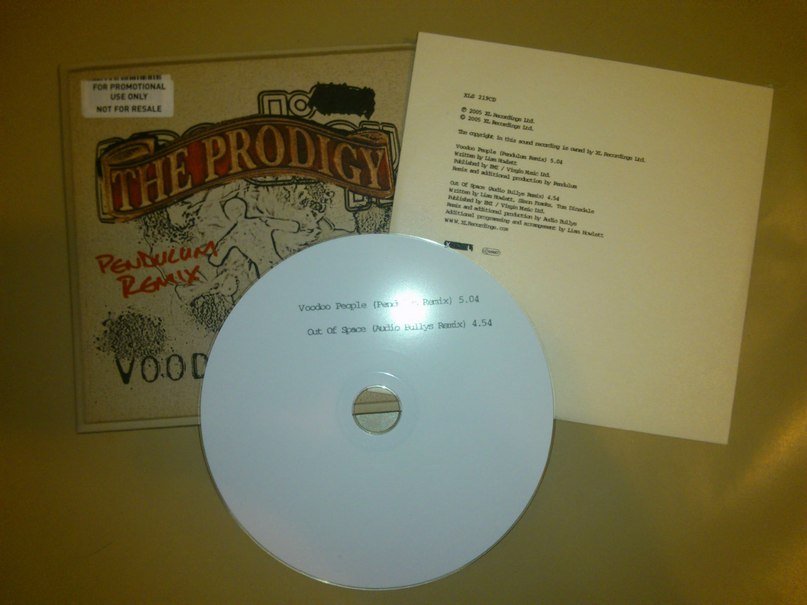 FOR PROMOTIONAL
USE ONLY
NOT FOR RESALE
THE PRODIGY
PENDULUM
REMIX
VOOD
XLS 219CD
℗ 2005 XL Recordings Ltd.
© 2005 XL Recordings Ltd.
The copyright in this sound recording is owned by XL Recordings Ltd.
Voodoo People (Pendulum Remix) 5.04
Written by Liam Howlett
Published by EMI / Virgin Music Ltd.
Remix and additional production by Pendulum
Out Of Space (Audio Bullys Remix) 4.54
Written by Liam Howlett, Simon Tom Dinsdale
Published by EMI / Virgin Music Ltd.
Remix and additional production by Audio Bullys
Additional programming and arrangement by Liam Howlett
WWW.XLRecordings.com
Voodoo People (Pend Remix) 5.04
Out Of Space (Audio Bullys Remix) 4.54